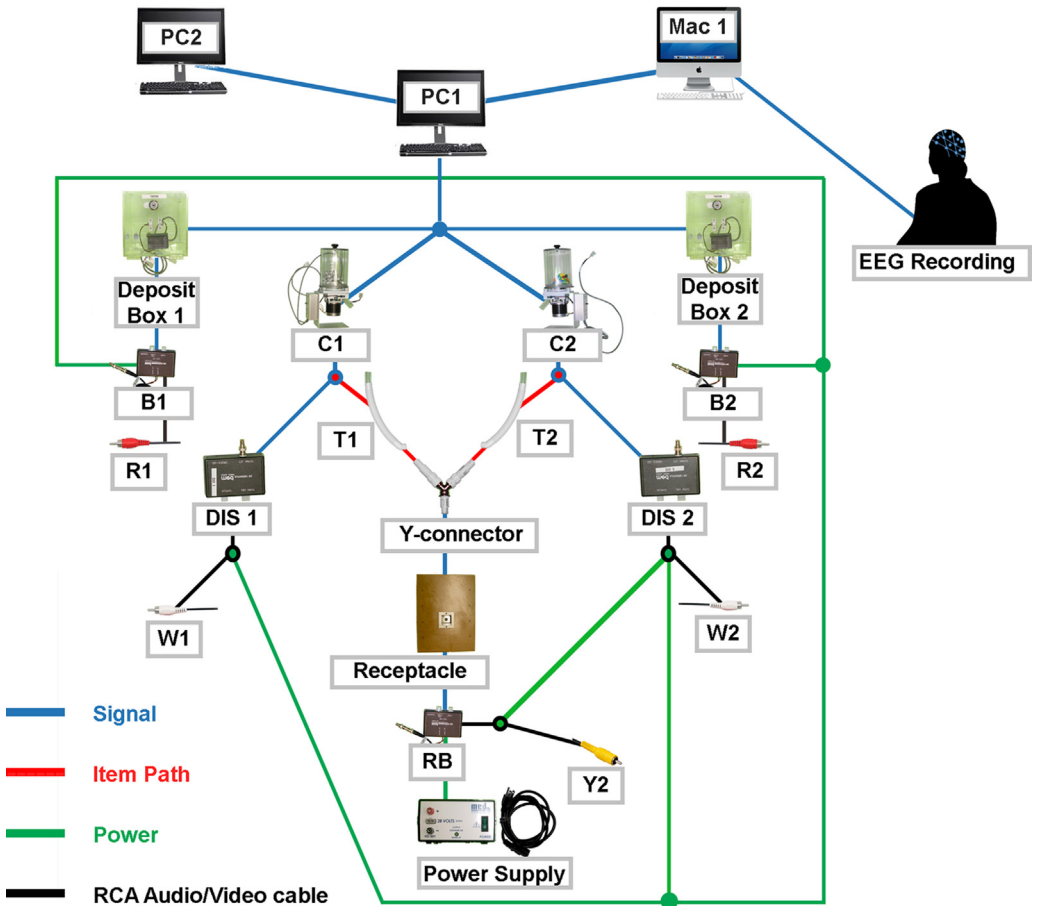 PC2
Mac 1
PC1
EEG Recording
Deposit
Box 1
Deposit
Box 2
C1
C2
B1
B2
T1
T2
R1
R2
DIS 1
Y-connector
DIS 2
W1
W2
Receptacle
Signal
RB
Item Path
Y2
Power
Power Supply
RCA Audio/Video cable